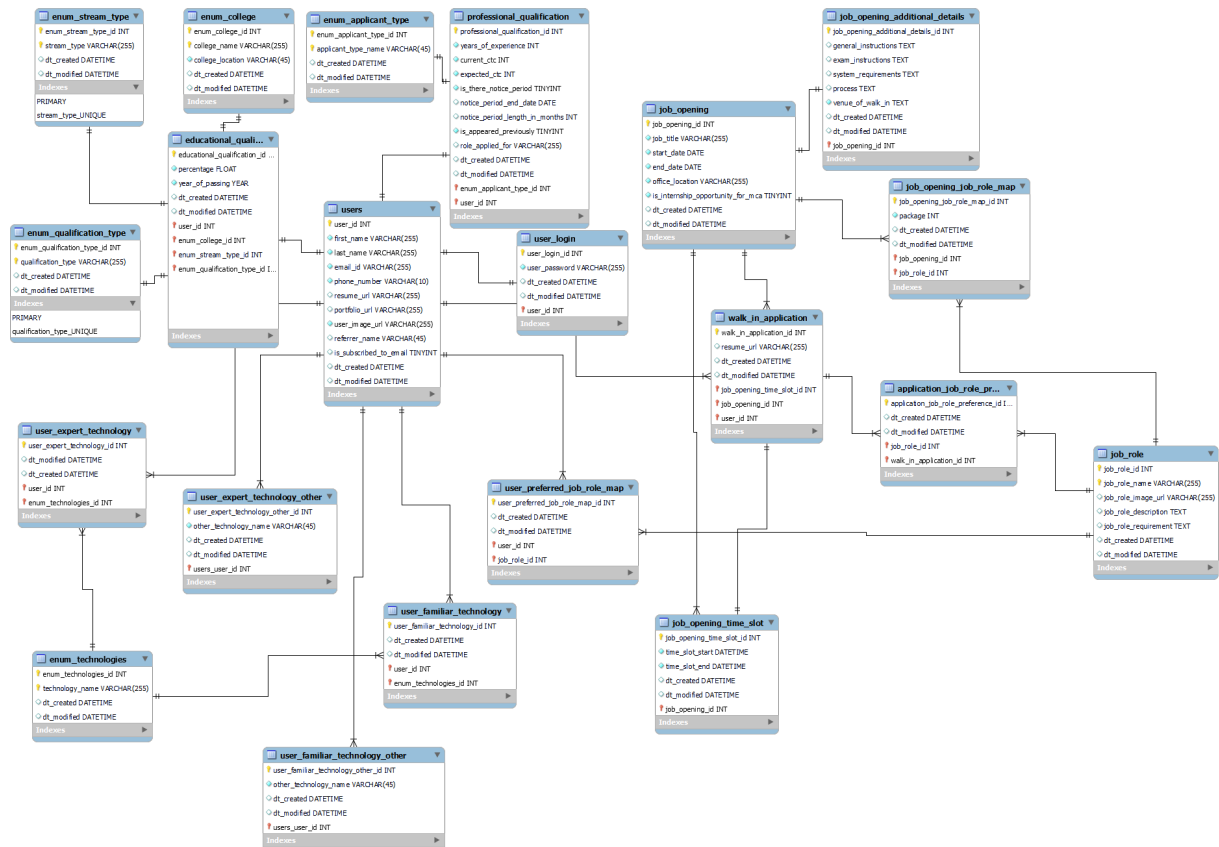 enum_stream_type
enum_stream_type_id INT
stream_type VARCHAR(255)
dt_created DATETIME
dt_modified DATETIME
Indexes
PRIMARY
stream_type_UNIQUE
enum_college
enum_college_id INT
college_name VARCHAR(255)
college_location VARCHAR(45)
dt_created DATETIME
dt_modified DATETIME
Indexes
enum_applicant_type
enum_applicant_type_id INT
applicant_type_name VARCHAR(45)
dt_created DATETIME
dt_modified DATETIME
Indexes
professional_qualification
professional_qualification_id INT
years_of_experience INT
current_ctc INT
expected_ctc INT
is_there_notice_period TINYINT
notice_period_end_date DATE
notice_period_length_in_months INT
is_appeared_previously TINYINT
role_applied_for VARCHAR(255)
dt_created DATETIME
dt_modified DATETIME
enum_applicant_type_id INT
user_id INT
Indexes
job_opening_additional_details
job_opening_additional_details_id INT
general_instructions TEXT
exam_instructions TEXT
system_requirements TEXT
process TEXT
venue_of_walk_in TEXT
dt_created DATETIME
dt_modified DATETIME
job_opening_id INT
Indexes
job_opening
job_opening_id INT
job_title VARCHAR(255)
start_date DATE
end_date DATE
office_location VARCHAR(255)
is_internship_opportunity_for_mca TINYINT
dt_created DATETIME
dt_modified DATETIME
Indexes
educational_quali...
educational_qualification_id ...
percentage FLOAT
year_of_passing YEAR
dt_created DATETIME
dt_modified DATETIME
user_id INT
enum_college_id INT
enum_stream_type_id INT
enum_qualification_type_id I...
Indexes
job_opening_job_role_map
job_opening_job_role_map_id INT
package INT
dt_created DATETIME
dt_modified DATETIME
job_opening_id INT
job_role_id INT
Indexes
enum_qualification_type
enum_qualification_type_id INT
qualification_type VARCHAR(255)
dt_created DATETIME
dt_modified DATETIME
Indexes
PRIMARY
qualification_type_UNIQUE
users
user_id INT
first_name VARCHAR(255)
last_name VARCHAR(255)
email_id VARCHAR(255)
phone_number VARCHAR(10)
resume_url VARCHAR(255)
portfolio_url VARCHAR(255)
user_image_url VARCHAR(255)
referrer_name VARCHAR(45)
is_subscribed_to_email TINYINT
dt_created DATETIME
dt_modified DATETIME
Indexes
user_login
user_login_id INT
user_password VARCHAR(255)
dt_created DATETIME
dt_modified DATETIME
user_id INT
Indexes
walk_in_application
walk_in_application_id INT
resume_url VARCHAR(255)
dt_created DATETIME
dt_modified DATETIME
job_opening_time_slot_id INT
job_opening_id INT
user_id INT
Indexes
application_job_role_pr...
application_job_role_preference_id I...
dt_created DATETIME
dt_modified DATETIME
job_role_id INT
walk_in_application_id INT
Indexes
user_expert_technology
user_expert_technology_id INT
dt_modified DATETIME
dt_created DATETIME
user_id INT
enum_technologies_id INT
Indexes
job_role
job_role_id INT
job_role_name VARCHAR(255)
job_role_image_url VARCHAR(255)
job_role_description TEXT
job_role_requirement TEXT
dt_created DATETIME
dt_modified DATETIME
Indexes
user_expert_technology_other
user_expert_technology_other_id INT
other_technology_name VARCHAR(45)
dt_created DATETIME
dt_modified DATETIME
users_user_id INT
Indexes
user_preferred_job_role_map
user_preferred_job_role_map_id INT
dt_created DATETIME
dt_modified DATETIME
user_id INT
job_role_id INT
Indexes
user_familiar_technology
user_familiar_technology_id INT
dt_created DATETIME
dt_modified DATETIME
user_id INT
enum_technologies_id INT
Indexes
job_opening_time_slot
job_opening_time_slot_id INT
time_slot_start DATETIME
time_slot_end DATETIME
dt_created DATETIME
dt_modified DATETIME
job_opening_id INT
Indexes
enum_technologies
enum_technologies_id INT
technology_name VARCHAR(255)
dt_created DATETIME
dt_modified DATETIME
Indexes
user_familiar_technology_other
user_familiar_technology_other_id INT
other_technology_name VARCHAR(45)
dt_created DATETIME
dt_modified DATETIME
users_user_id INT
Indexes